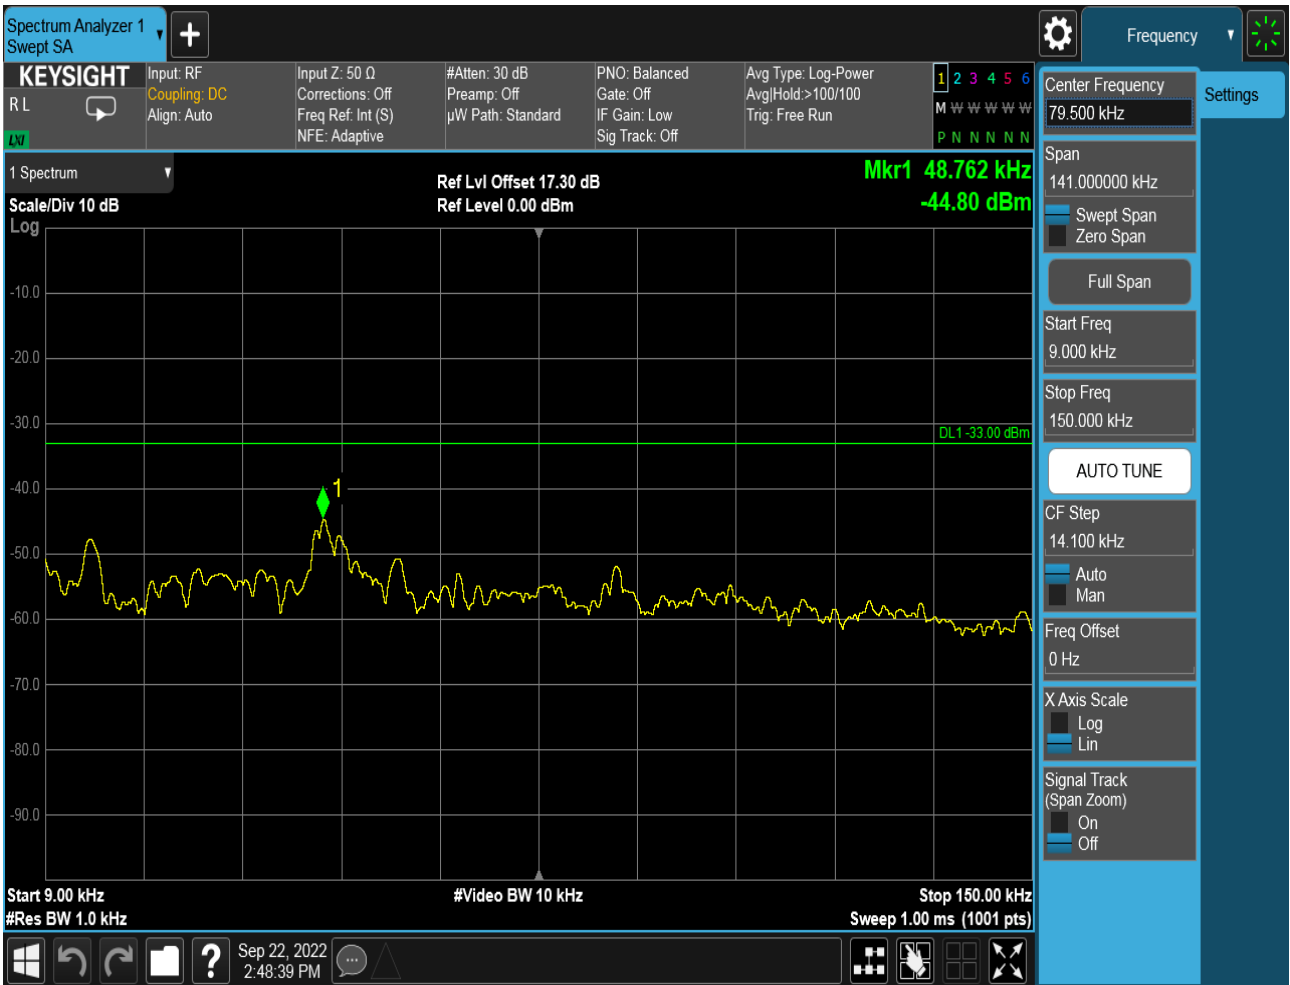 Spectrum Analyzer 1
Swept SA
Frequency
KEYSIGHT
R L
LXI
Input: RF
Coupling: DC
Align: Auto
Input Z: 50 Ω
Corrections: Off
Freq Ref: Int (S)
NFE: Adaptive
#Atten: 30 dB
Preamp: Off
µW Path: Standard
PNO: Balanced
Gate: Off
IF Gain: Low
Sig Track: Off
Avg Type: Log-Power
Avg|Hold:>100/100
Trig: Free Run
1 2 3 4 5 6
M W W W W W
P N N N N N
1 Spectrum
Scale/Div 10 dB
Log
Ref Lvl Offset 17.30 dB
Ref Level 0.00 dBm
Mkr1 48.762 kHz
-44.80 dBm
-10.0
-20.0
-30.0
DL1 -33.00 dBm
-40.0
1
-50.0
-60.0
-70.0
-80.0
-90.0
Start 9.00 kHz
#Res BW 1.0 kHz
#Video BW 10 kHz
Stop 150.00 kHz
Sweep 1.00 ms (1001 pts)
Center Frequency
79.500 kHz
Settings
Span
141.000000 kHz
Swept Span
Zero Span
Full Span
Start Freq
9.000 kHz
Stop Freq
150.000 kHz
AUTO TUNE
CF Step
14.100 kHz
Auto
Man
Freq Offset
0 Hz
X Axis Scale
Log
Lin
Signal Track
(Span Zoom)
On
Off
?
Sep 22, 2022
2:48:39 PM